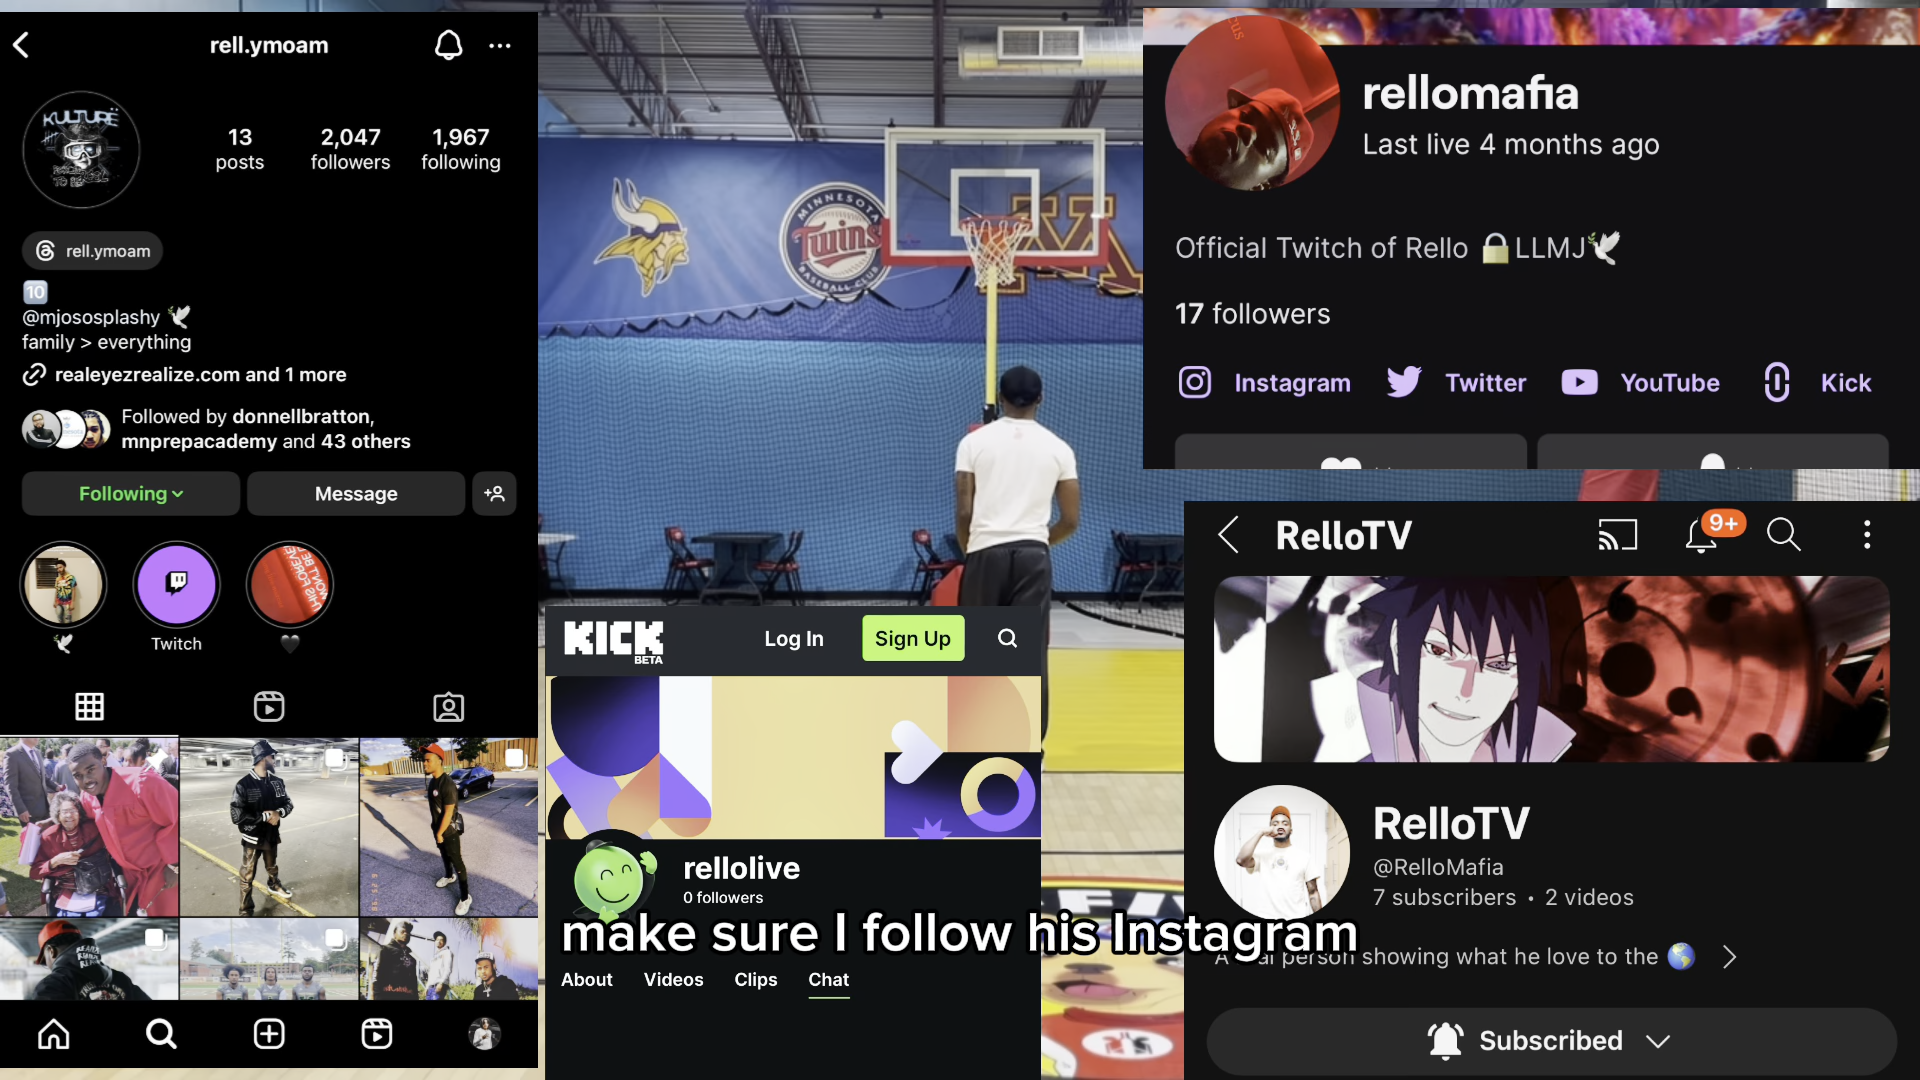 rell.ymoam
KULTURE
13
posts
2,047
followers
1,967
following
rell.ymoam
10
@mjososplashy
family > everything
realeyezrealize.com and 1 more
Followed by donnellbratton,
mnprepacademy and 43 others
Following
Message
Twitch
MINNESOTA
Twins
BASEBALL CLUB
M
rellomafia
Last live 4 months ago
Official Twitch of Rello LLMJ
17 followers
Instagram
Twitter
YouTube
Kick
KICK
BETA
Log In
Sign Up
rellolive
0 followers
make sure I follow his Instagram
About
Videos
Clips
Chat
RelloTV
9+
RelloTV
@RelloMafia
7 subscribers • 2 videos
person showing what he love to the
Subscribed